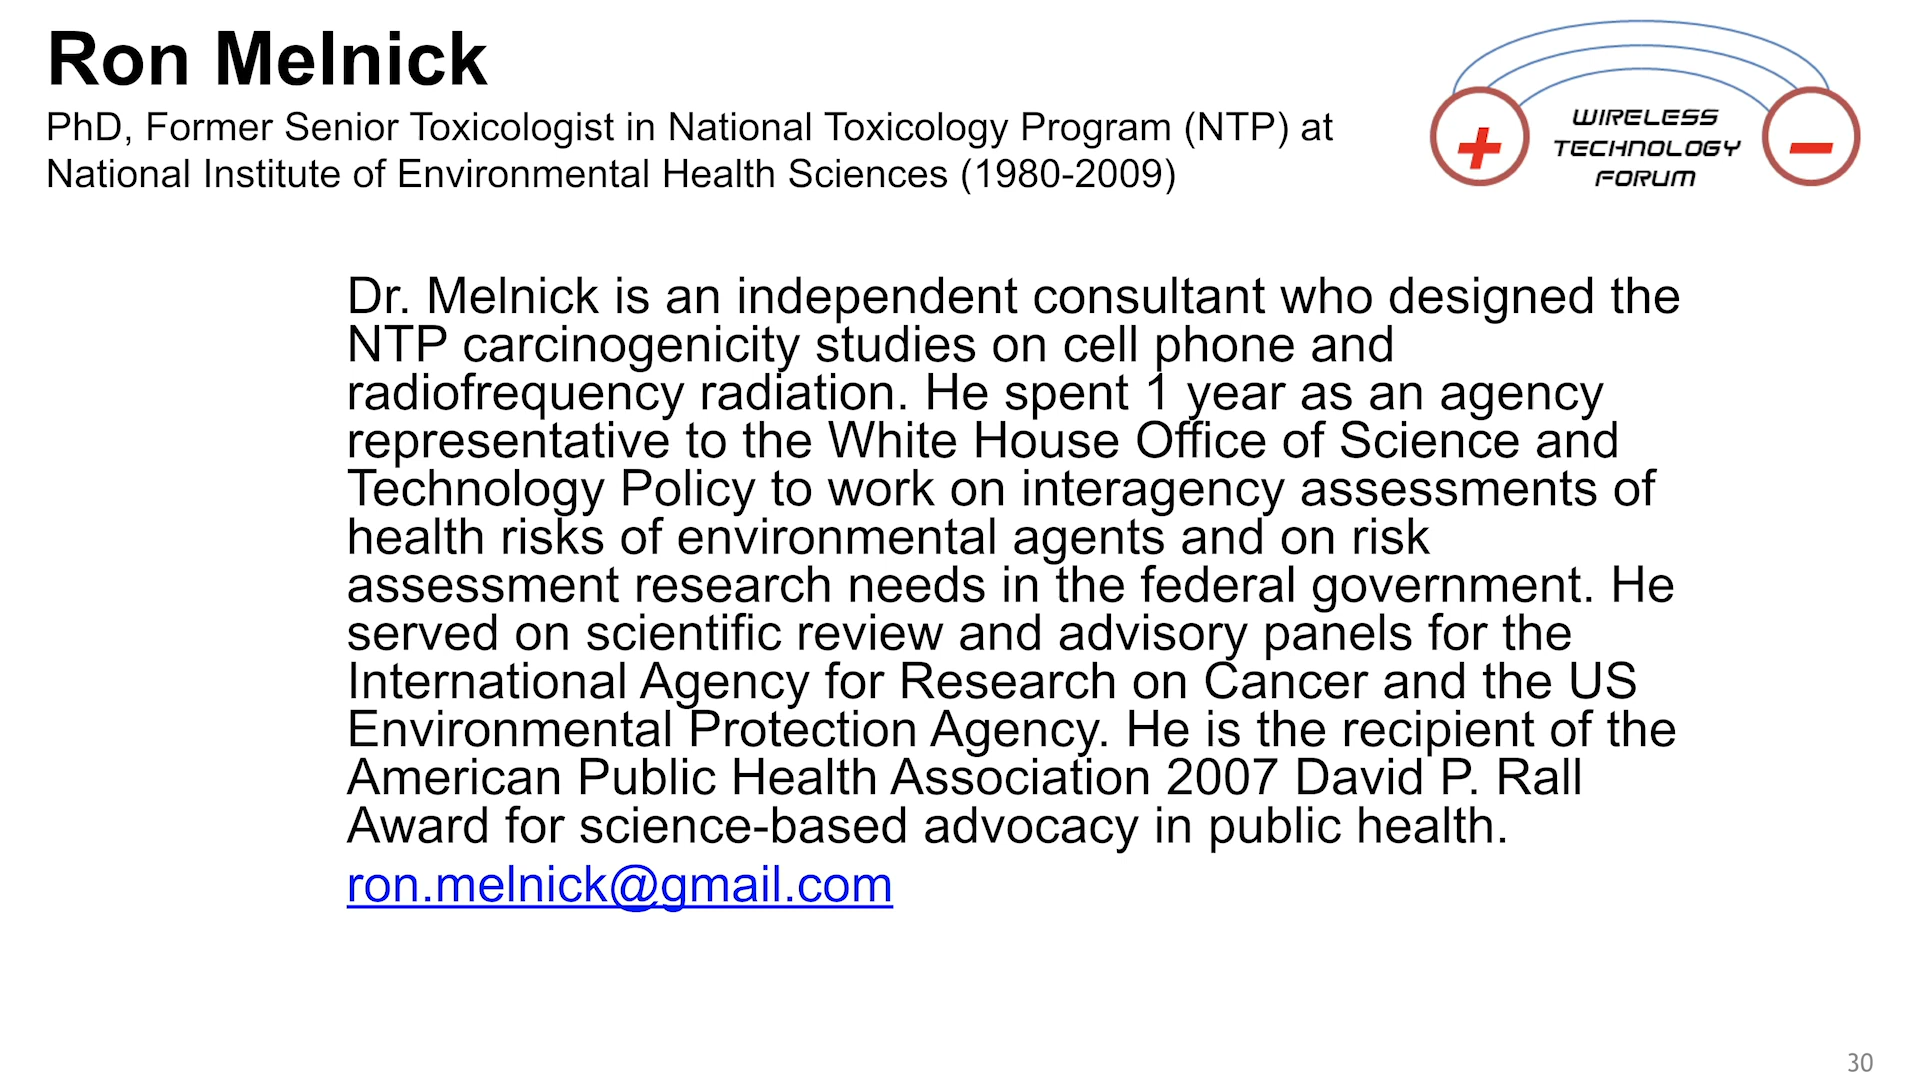 Ron Melnick
PhD, Former Senior Toxicologist in National Toxicology Program (NTP) at
National Institute of Environmental Health Sciences (1980-2009)
+
WIRELESS
TECHNOLOGY
FORUM
−
Dr. Melnick is an independent consultant who designed the
NTP carcinogenicity studies on cell phone and
radiofrequency radiation. He spent 1 year as an agency
representative to the White House Office of Science and
Technology Policy to work on interagency assessments of
health risks of environmental agents and on risk
assessment research needs in the federal government. He
served on scientific review and advisory panels for the
International Agency for Research on Cancer and the US
Environmental Protection Agency. He is the recipient of the
American Public Health Association 2007 David P. Rall
Award for science-based advocacy in public health.
ron.melnick@gmail.com
30